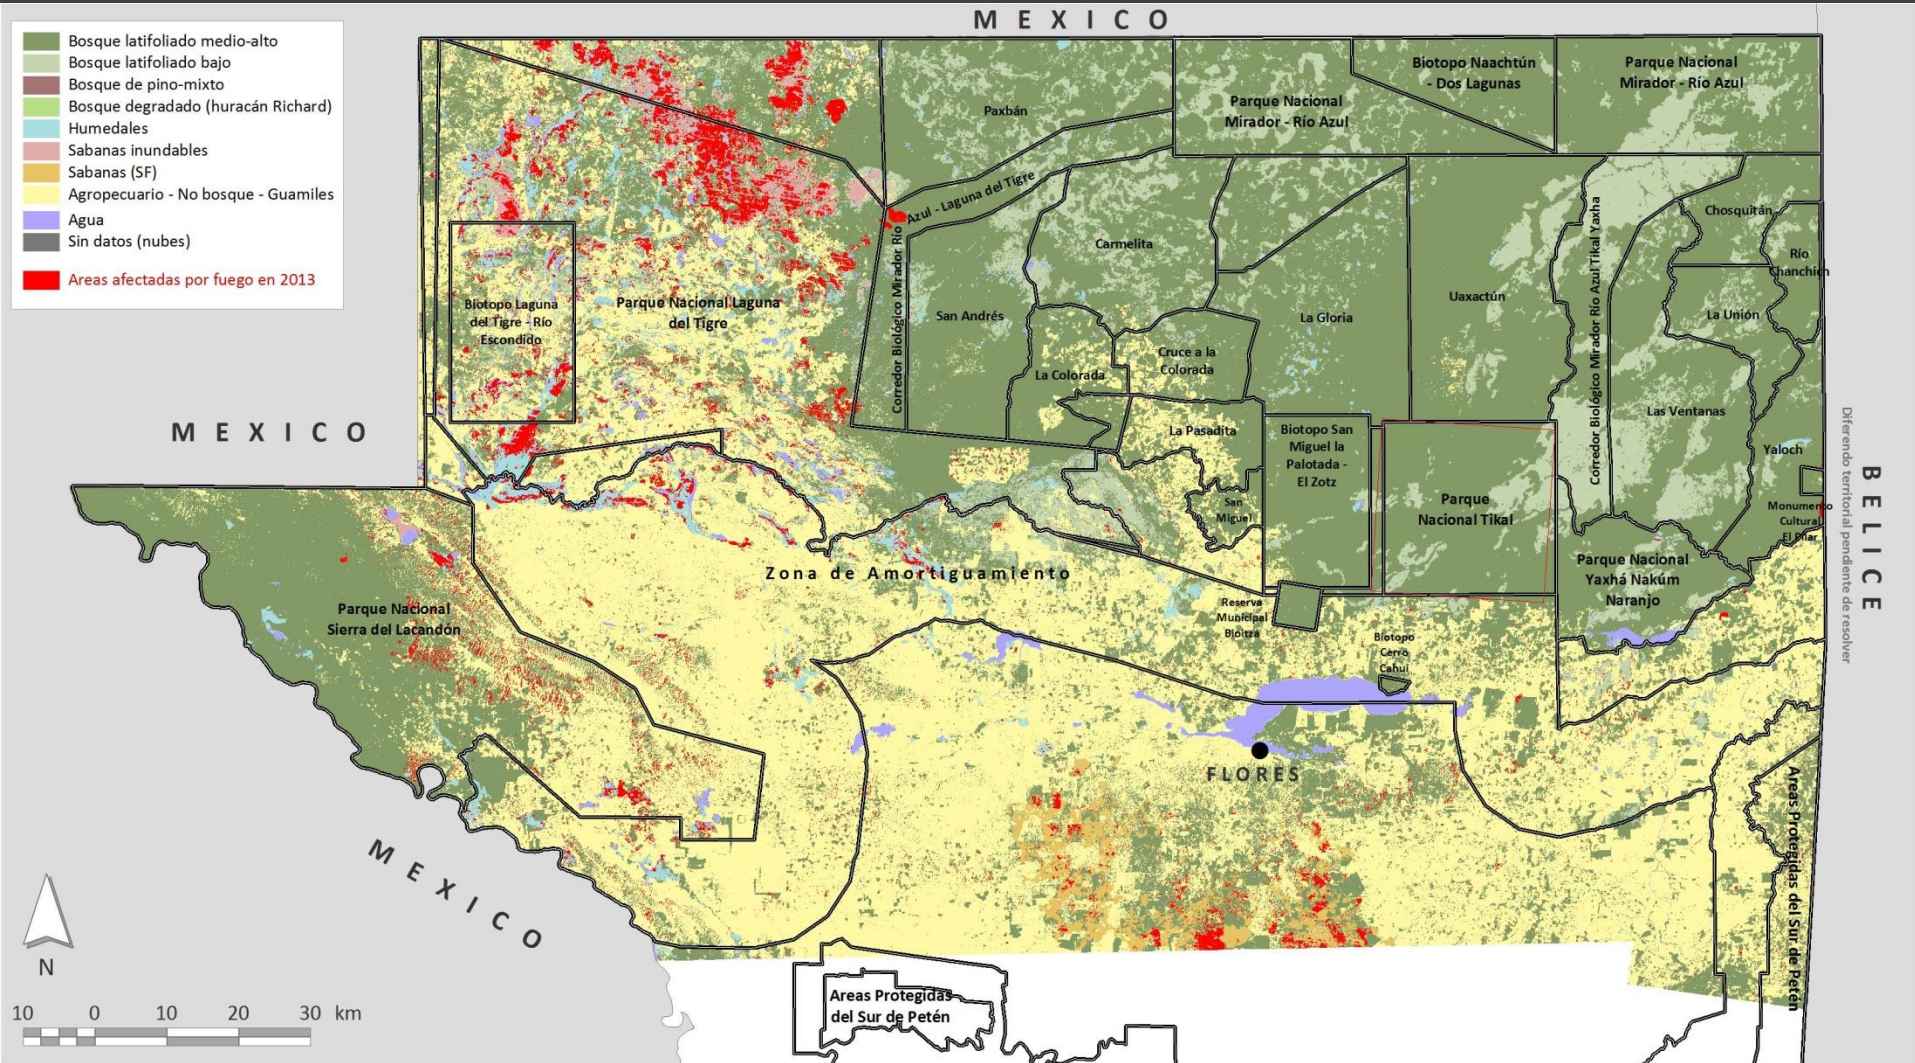 M E X I C O
Bosque latifoliado medio-alto
Bosque latifoliado bajo
Bosque de pino-mixto
Bosque degradado (huracán Richard)
Humedales
Sabanas inundables
Sabanas (SF)
Agropecuario - No bosque - Guamiles
Agua
Sin datos (nubes)
Areas afectadas por fuego en 2013
Paxbán
Parque Nacional
Mirador - Río Azul
Biotopo Naachtún
- Dos Lagunas
Parque Nacional
Mirador - Río Azul
Corredor Biológico Mirador Río
Azul - Laguna del Tigre
Carmelita
Chosquitán
Río
Chanchich
Corredor Biológico Mirador Río Azul Tikal Yaxha
Biotopo Laguna
del Tigre - Río
Escondido
Parque Nacional Laguna
del Tigre
San Andrés
La Gloria
Uaxactún
La Unión
La Colorada
Cruce a la
Colorada
Las Ventanas
M E X I C O
La Pasadita
Biotopo San
Miguel la
Palotada -
El Zotz
Yaloch
San
Miguel
Parque
Nacional Tikal
Monumento
Cultural
El Pilar
Diferendo territorial pendiente de resolver
B E L I C E
Zona de Amortiguamiento
Parque Nacional
Yaxhá Nakúm
Naranjo
Parque Nacional
Sierra del Lacandón
Reserva
Municipal
Bioitzá
Biotopo
Cerro
Cahuí
FLORES
M E X I C O
Areas Protegidas del Sur de Petén
N
Areas Protegidas
del Sur de Petén
10 0 10 20 30 km